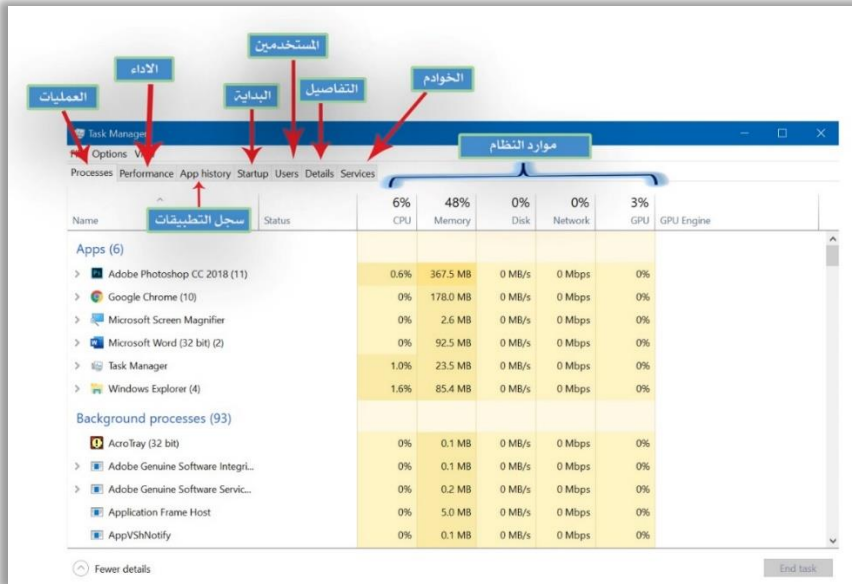 المستخدمين
الاداء
الخوادم
العمليات
البداية
التفاصيل
Task Manager
موارد النظام
Options
Processes Performance App history Startup Users Details Services
6% 48% 0% 0% 3%
Name سجل التطبيقات Status CPU Memory Disk Network GPU GPU Engine
Apps (6)
Adobe Photoshop CC 2018 (11) 0.6% 367.5 MB 0 MB/s 0 Mbps 0%
Google Chrome (10) 0% 178.0 MB 0 MB/s 0 Mbps 0%
Microsoft Screen Magnifier 0% 2.6 MB 0 MB/s 0 Mbps 0%
Microsoft Word (32 bit) (2) 0% 92.5 MB 0 MB/s 0 Mbps 0%
Task Manager 1.0% 23.5 MB 0 MB/s 0 Mbps 0%
Windows Explorer (4) 1.6% 85.4 MB 0 MB/s 0 Mbps 0%
Background processes (93)
AcroTray (32 bit) 0% 0.1 MB 0 MB/s 0 Mbps 0%
Adobe Genuine Software Integri... 0% 0.1 MB 0 MB/s 0 Mbps 0%
Adobe Genuine Software Servic... 0% 0.2 MB 0 MB/s 0 Mbps 0%
Application Frame Host 0% 5.0 MB 0 MB/s 0 Mbps 0%
AppVShNotify 0% 0.1 MB 0 MB/s 0 Mbps 0%
Fewer details End task